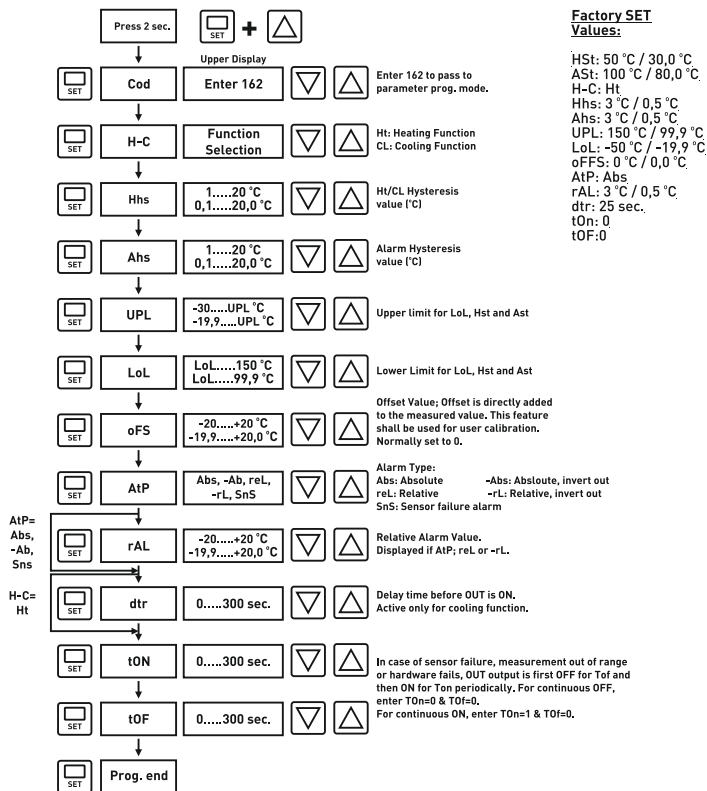 Press 2 sec.
SET
+
Upper Display
SET
Cod
Enter 162
Enter 162 to pass to
parameter prog. mode.
SET
H-C
Function
Selection
Ht: Heating Function
CL: Cooling Function
SET
Hhs
1.....20 °C
0,1.....20,0 °C
Ht/CL Hysteresis
value (°C)
SET
Ahs
1.....20 °C
0,1.....20,0 °C
Alarm Hysteresis
value (°C)
SET
UPL
-30.....UPL °C
-19,9.....UPL °C
Upper limit for LoL, Hst and Ast
SET
LoL
LoL.....150 °C
LoL.....99,9 °C
Lower Limit for LoL, Hst and Ast
SET
oFS
-20.....+20 °C
-19,9.....+20,0 °C
Offset Value; Offset is directly added
to the measured value. This feature
shall be used for user calibration.
Normally set to 0.
SET
AtP
Abs, -Ab, reL,
-rL, SnS
Alarm Type:
Abs: Absolute -Abs: Absloute, invert out
reL: Relative -rL: Relative, invert out
SnS: Sensor failure alarm
AtP=
Abs,
-Ab,
Sns
SET
rAL
-20.....+20 °C
-19,9.....+20,0 °C
Relative Alarm Value.
Displayed if AtP; reL or -rL.
H-C=
Ht
SET
dtr
0.....300 sec.
Delay time before OUT is ON.
Active only for cooling function.
SET
tON
0.....300 sec.
In case of sensor failure, measurement out of range
or hardware fails, OUT output is first OFF for Tof and
then ON for Ton periodically. For continuous OFF,
enter TOn=0 & TOf=0.
For continuous ON, enter TOn=1 & TOf=0.
SET
tOF
0.....300 sec.
SET
Prog. end
Factory SET
Values:
HSt: 50 °C / 30,0 °C
ASt: 100 °C / 80,0 °C
H-C: Ht
Hhs: 3 °C / 0,5 °C
Ahs: 3 °C / 0,5 °C
UPL: 150 °C / 99,9 °C
LoL: -50 °C / -19,9 °C
oFFS: 0 °C / 0,0 °C
AtP: Abs
rAL: 3 °C / 0,5 °C
dtr: 25 sec.
tOn: 0
tOF:0